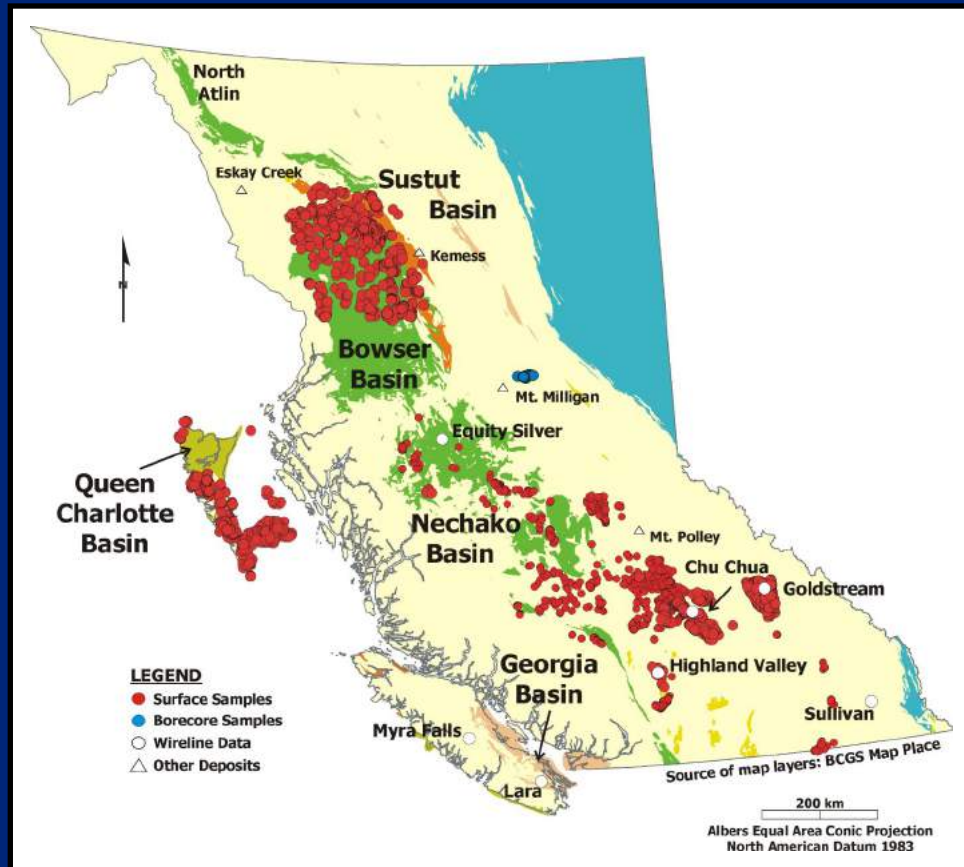 North
Atlin
Eskay Creek
Sustut
Basin
Kemess
N
Bowser
Basin
Mt. Milligan
Equity Silver
Queen
Charlotte
Basin
Nechako
Basin
Mt. Polley
Chu Chua
Goldstream
Georgia
Basin
Highland Valley
Sullivan
Myra Falls
Lara
LEGEND
Surface Samples
Borecore Samples
Wireline Data
Other Deposits
Source of map layers: BCGS Map Place
200 km
Albers Equal Area Conic Projection
North American Datum 1983